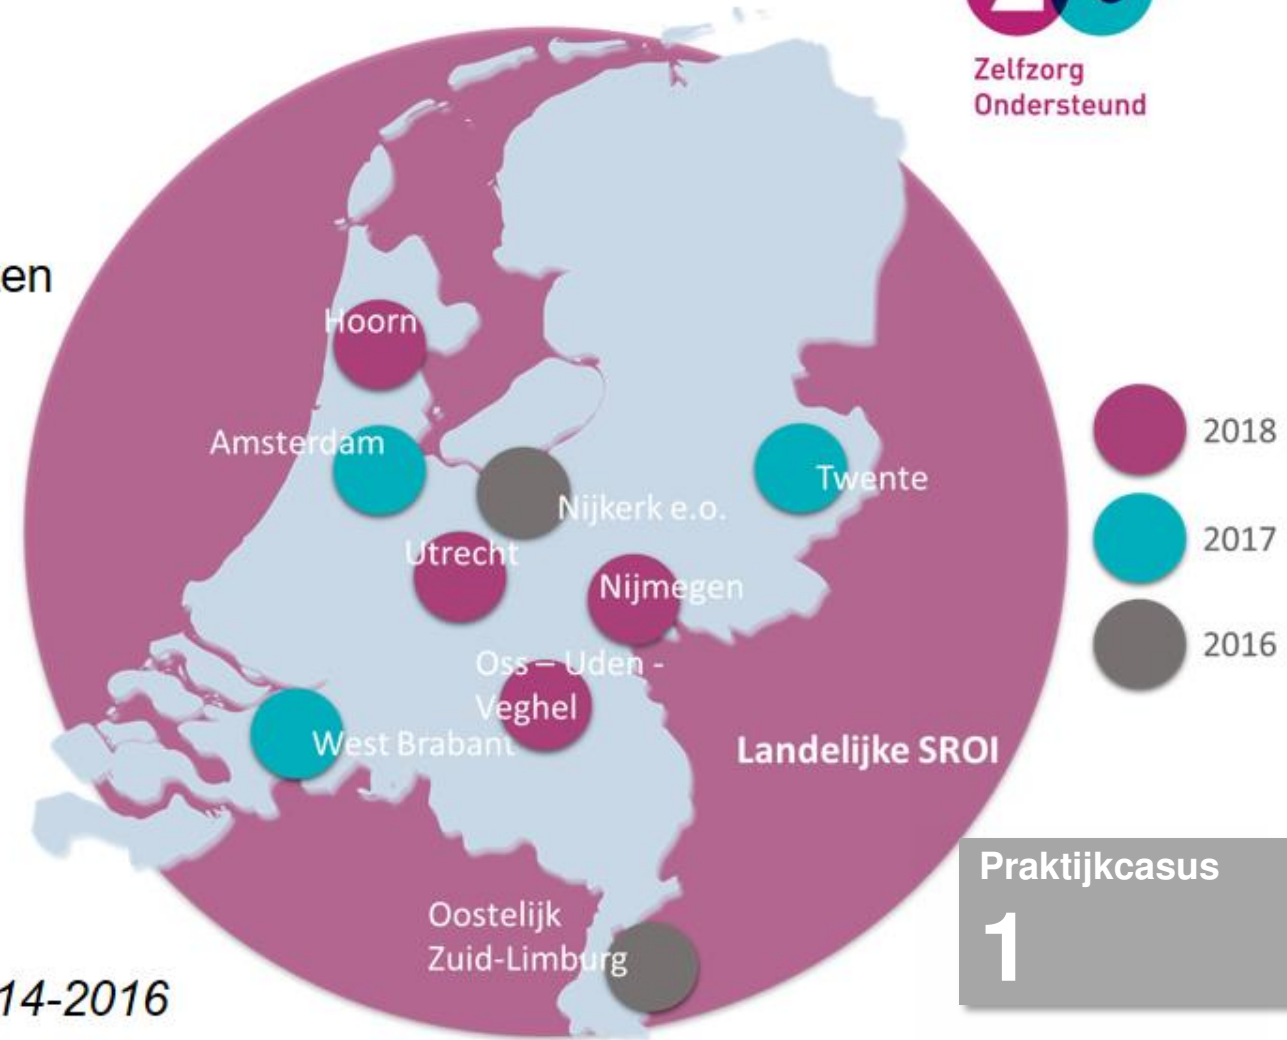 Zelfzorg
Ondersteund
en
Hoorn
Amsterdam
Twente
Nijkerk e.o.
Utrecht
Nijmegen
Oss – Uden -
Veghel
West Brabant
Landelijke SROI
Oostelijk
Zuid-Limburg
2018
2017
2016
Praktijkcasus
1
14-2016